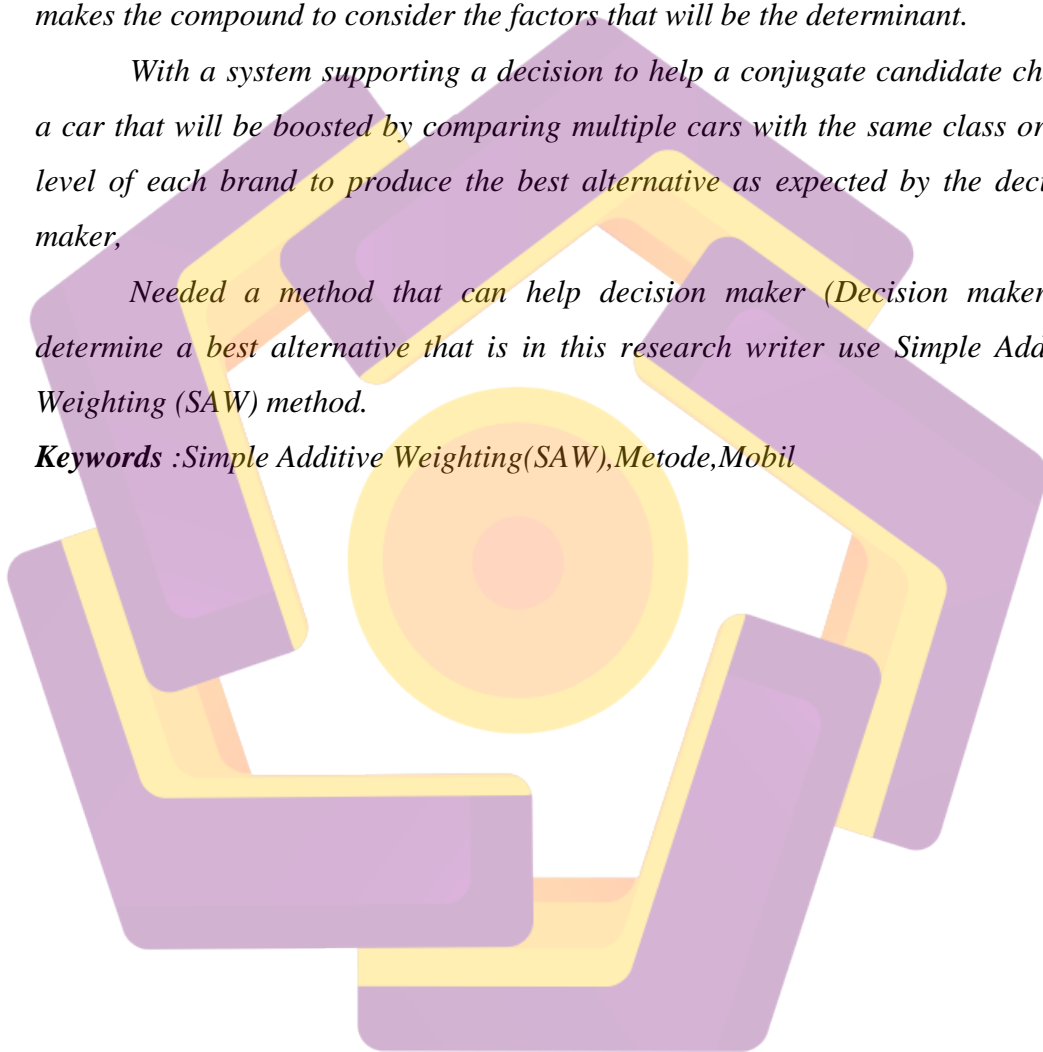 makes the compound to consider the factors that will be the determinant.
With a system supporting a decision to help a conjugate candidate ch
a car that will be boosted by comparing multiple cars with the same class or
level of each brand to produce the best alternative as expected by the deci
maker,
Needed a method that can help decision maker (Decision maker
determine a best alternative that is in this research writer use Simple Add
Weighting (SAW) method.
Keywords :Simple Additive Weighting(SAW),Metode,Mobil